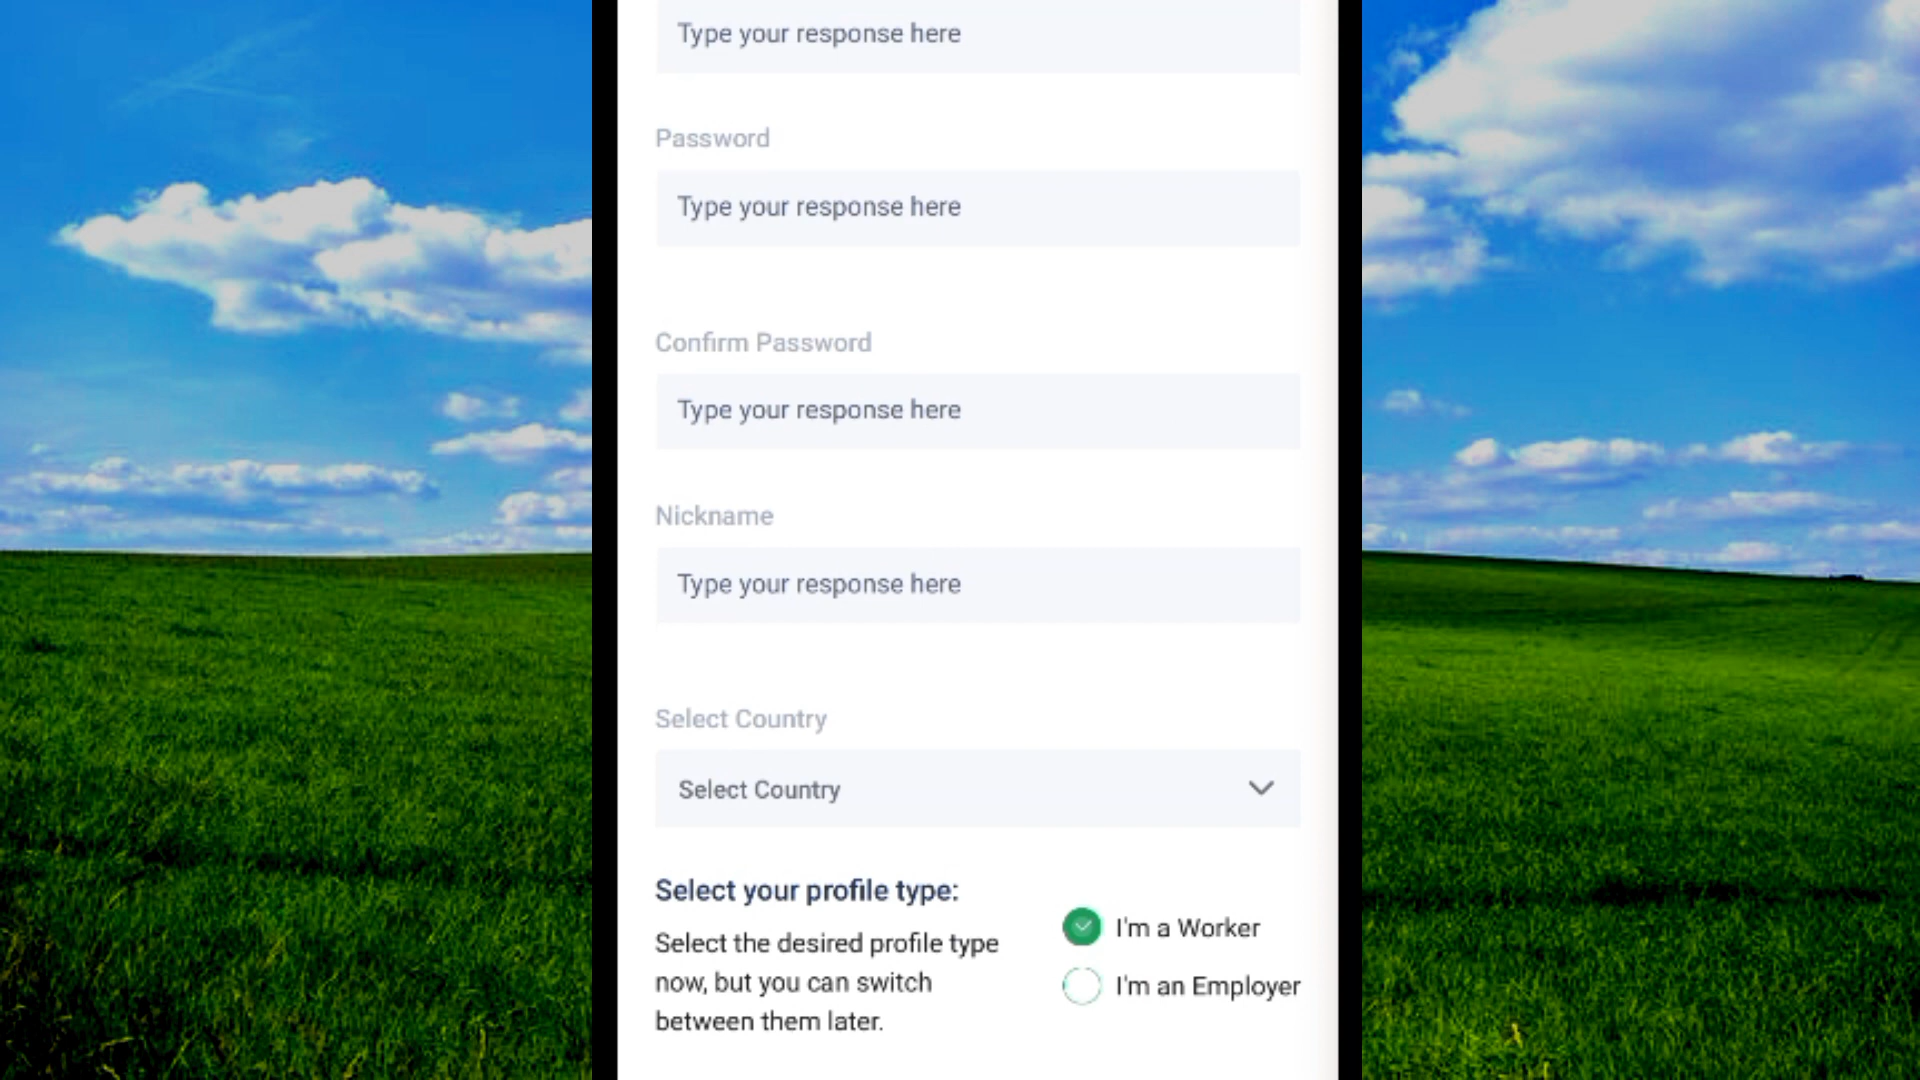 Type your response here
Password
Type your response here
Confirm Password
Type your response here
Nickname
Type your response here
Select Country
Select Country
Select your profile type:
Select the desired profile type
now, but you can switch
between them later.
I'm a Worker
I'm an Employer